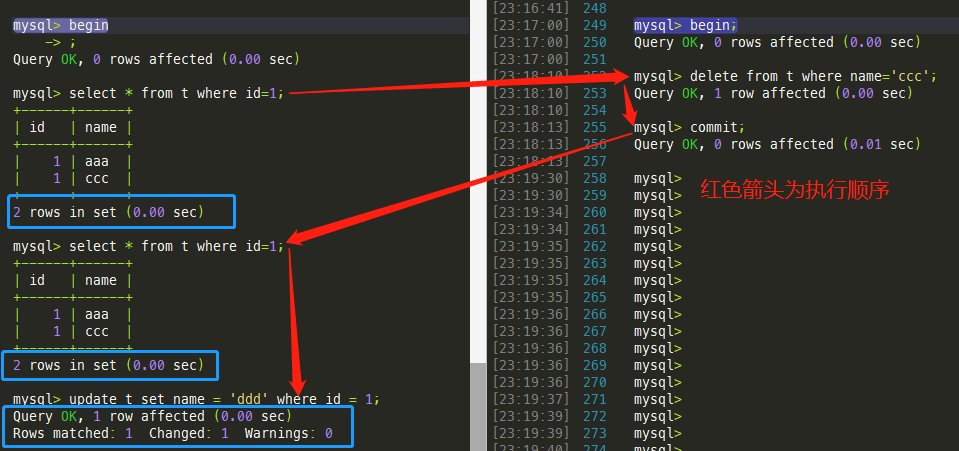 mysql> begin
-> ;
Query OK, 0 rows affected (0.00 sec)
mysql> select * from t where id=1;
+------+------+
| id   | name |
+------+------+
|    1 | aaa  |
|    1 | ccc  |
+------+------+
2 rows in set (0.00 sec)
mysql> select * from t where id=1;
+------+------+
| id   | name |
+------+------+
|    1 | aaa  |
|    1 | ccc  |
+------+------+
2 rows in set (0.00 sec)
mysql> update t set name = 'ddd' where id = 1;
Query OK, 1 row affected (0.00 sec)
Rows matched: 1  Changed: 1  Warnings: 0
[23:16:41] 248
[23:17:00] 249 mysql> begin;
[23:17:00] 250 Query OK, 0 rows affected (0.00 sec)
[23:17:00] 251
[23:18:10] 252 mysql> delete from t where name='ccc';
[23:18:10] 253 Query OK, 1 row affected (0.00 sec)
[23:18:10] 254
[23:18:13] 255 mysql> commit;
[23:18:13] 256 Query OK, 0 rows affected (0.01 sec)
[23:18:13] 257
[23:19:30] 258 mysql>
[23:19:30] 259 mysql>
红色箭头为执行顺序
[23:19:34] 260 mysql>
[23:19:34] 261 mysql>
[23:19:35] 262 mysql>
[23:19:35] 263 mysql>
[23:19:35] 264 mysql>
[23:19:35] 265 mysql>
[23:19:36] 266 mysql>
[23:19:36] 267 mysql>
[23:19:36] 268 mysql>
[23:19:36] 269 mysql>
[23:19:36] 270 mysql>
[23:19:37] 271 mysql>
[23:19:39] 272 mysql>
[23:19:39] 273 mysql>
[23:19:40] 274